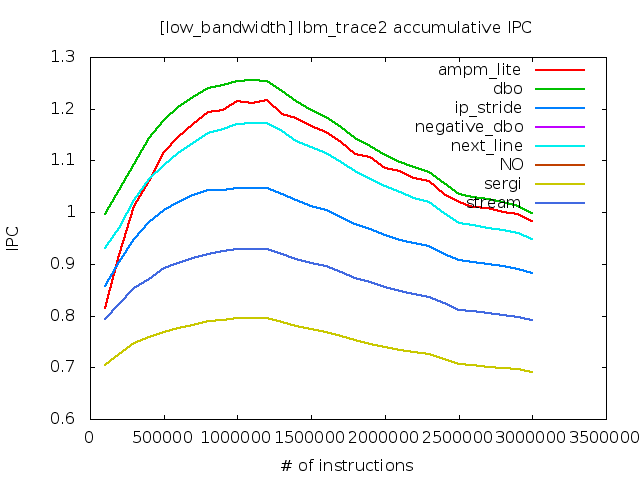 [low_bandwidth] lbm_trace2 accumulative IPC
1.3
1.2
1.1
1
0.9
0.8
0.7
0.6
IPC
ampm_lite
dbo
ip_stride
negative_dbo
next_line
NO
sergi
stream
0 500000 1000000 1500000 2000000 2500000 3000000 3500000
# of instructions